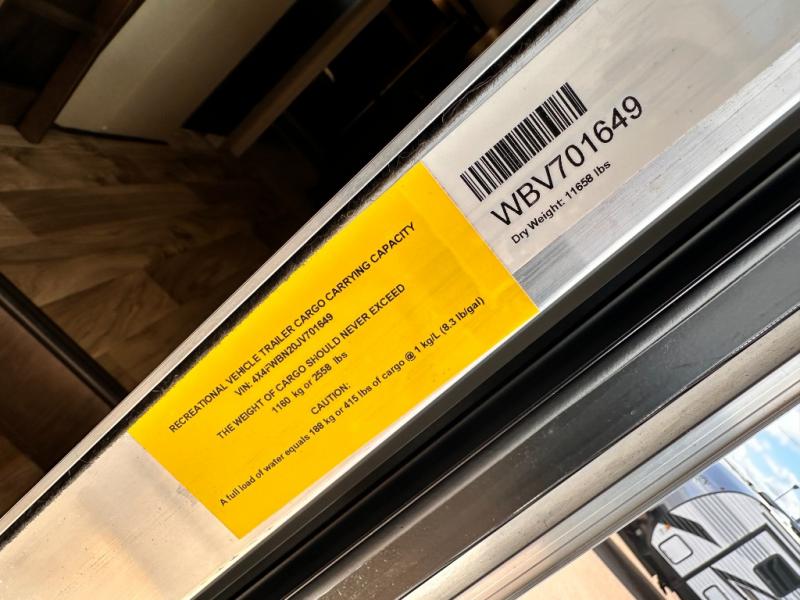 WBV701649
Dry Weight: 11658 lbs
RECREATIONAL VEHICLE TRAILER CARGO CARRYING CAPACITY
VIN: 4X4FWBN20JV701649
THE WEIGHT OF CARGO SHOULD NEVER EXCEED
1160 kg or 2558 lbs
CAUTION:
A full load of water equals 188 kg or 415 lbs of cargo @ 1 kg/L (8.3 lb/gal)